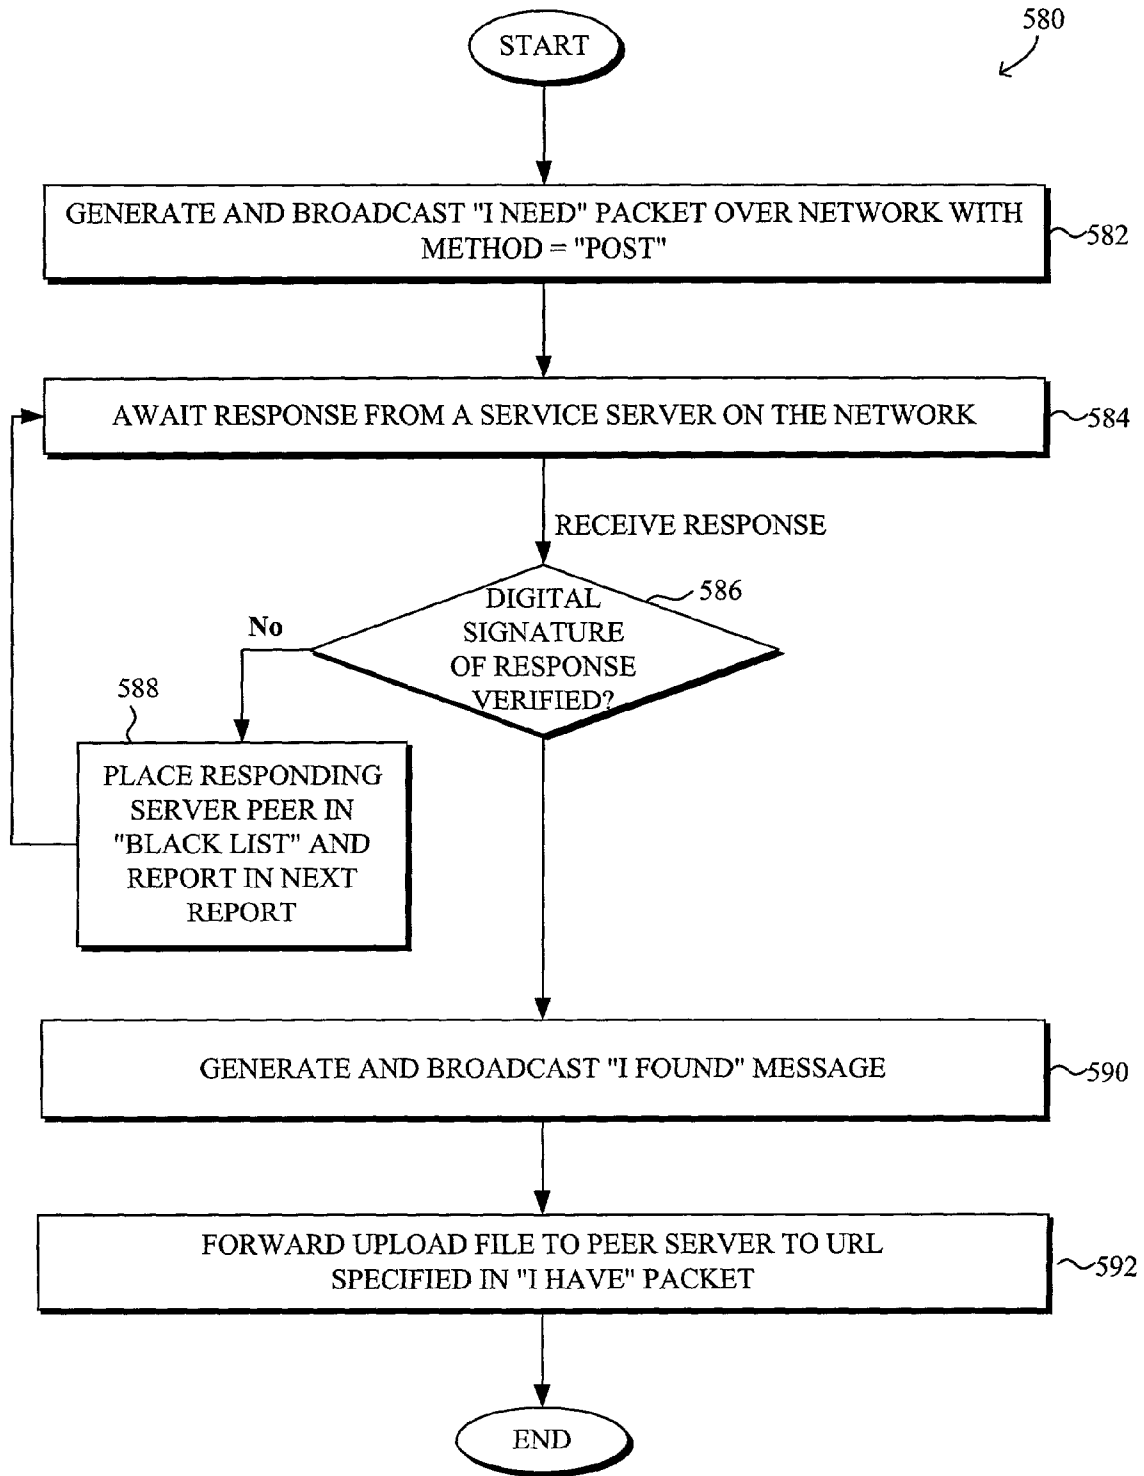 START
580
GENERATE AND BROADCAST "I NEED" PACKET OVER NETWORK WITH
METHOD = "POST"
582
AWAIT RESPONSE FROM A SERVICE SERVER ON THE NETWORK
584
RECEIVE RESPONSE
586
DIGITAL
SIGNATURE
OF RESPONSE
VERIFIED?
No
588
PLACE RESPONDING
SERVER PEER IN
"BLACK LIST" AND
REPORT IN NEXT
REPORT
GENERATE AND BROADCAST "I FOUND" MESSAGE
590
FORWARD UPLOAD FILE TO PEER SERVER TO URL
SPECIFIED IN "I HAVE" PACKET
592
END